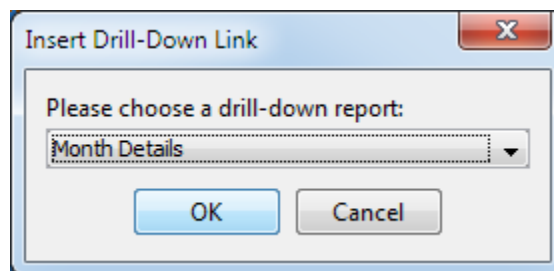 Insert Drill-Down Link
Please choose a drill-down report:
Month Details
OK Cancel